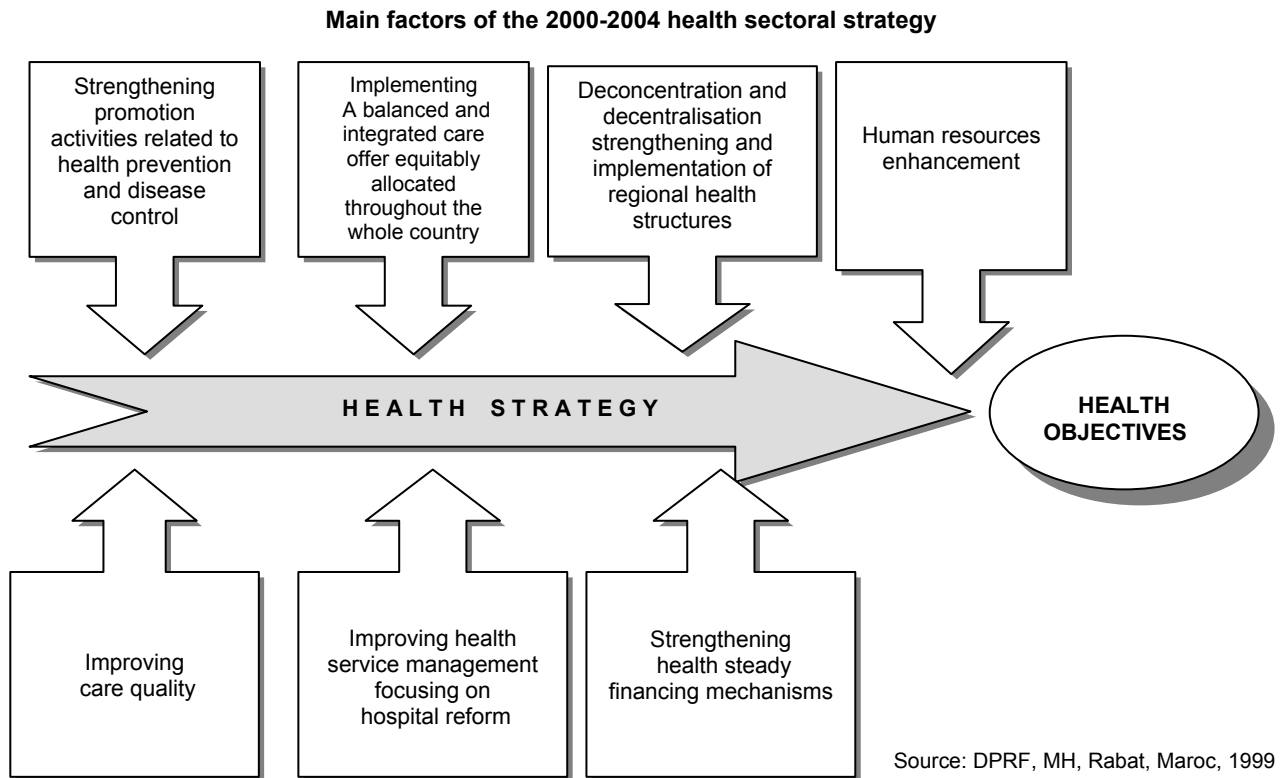 Main factors of the 2000-2004 health sectoral strategy
Strengthening
promotion
activities related to
health prevention
and disease
control
Implementing
A balanced and
integrated care
offer equitably
allocated
throughout the
whole country
Deconcentration and
decentralisation
strengthening and
implementation of
regional health
structures
Human resources
enhancement
HEALTH STRATEGY
HEALTH
OBJECTIVES
Improving
care quality
Improving health
service management
focusing on
hospital reform
Strengthening
health steady
financing mechanisms
Source: DPRF, MH, Rabat, Maroc, 1999